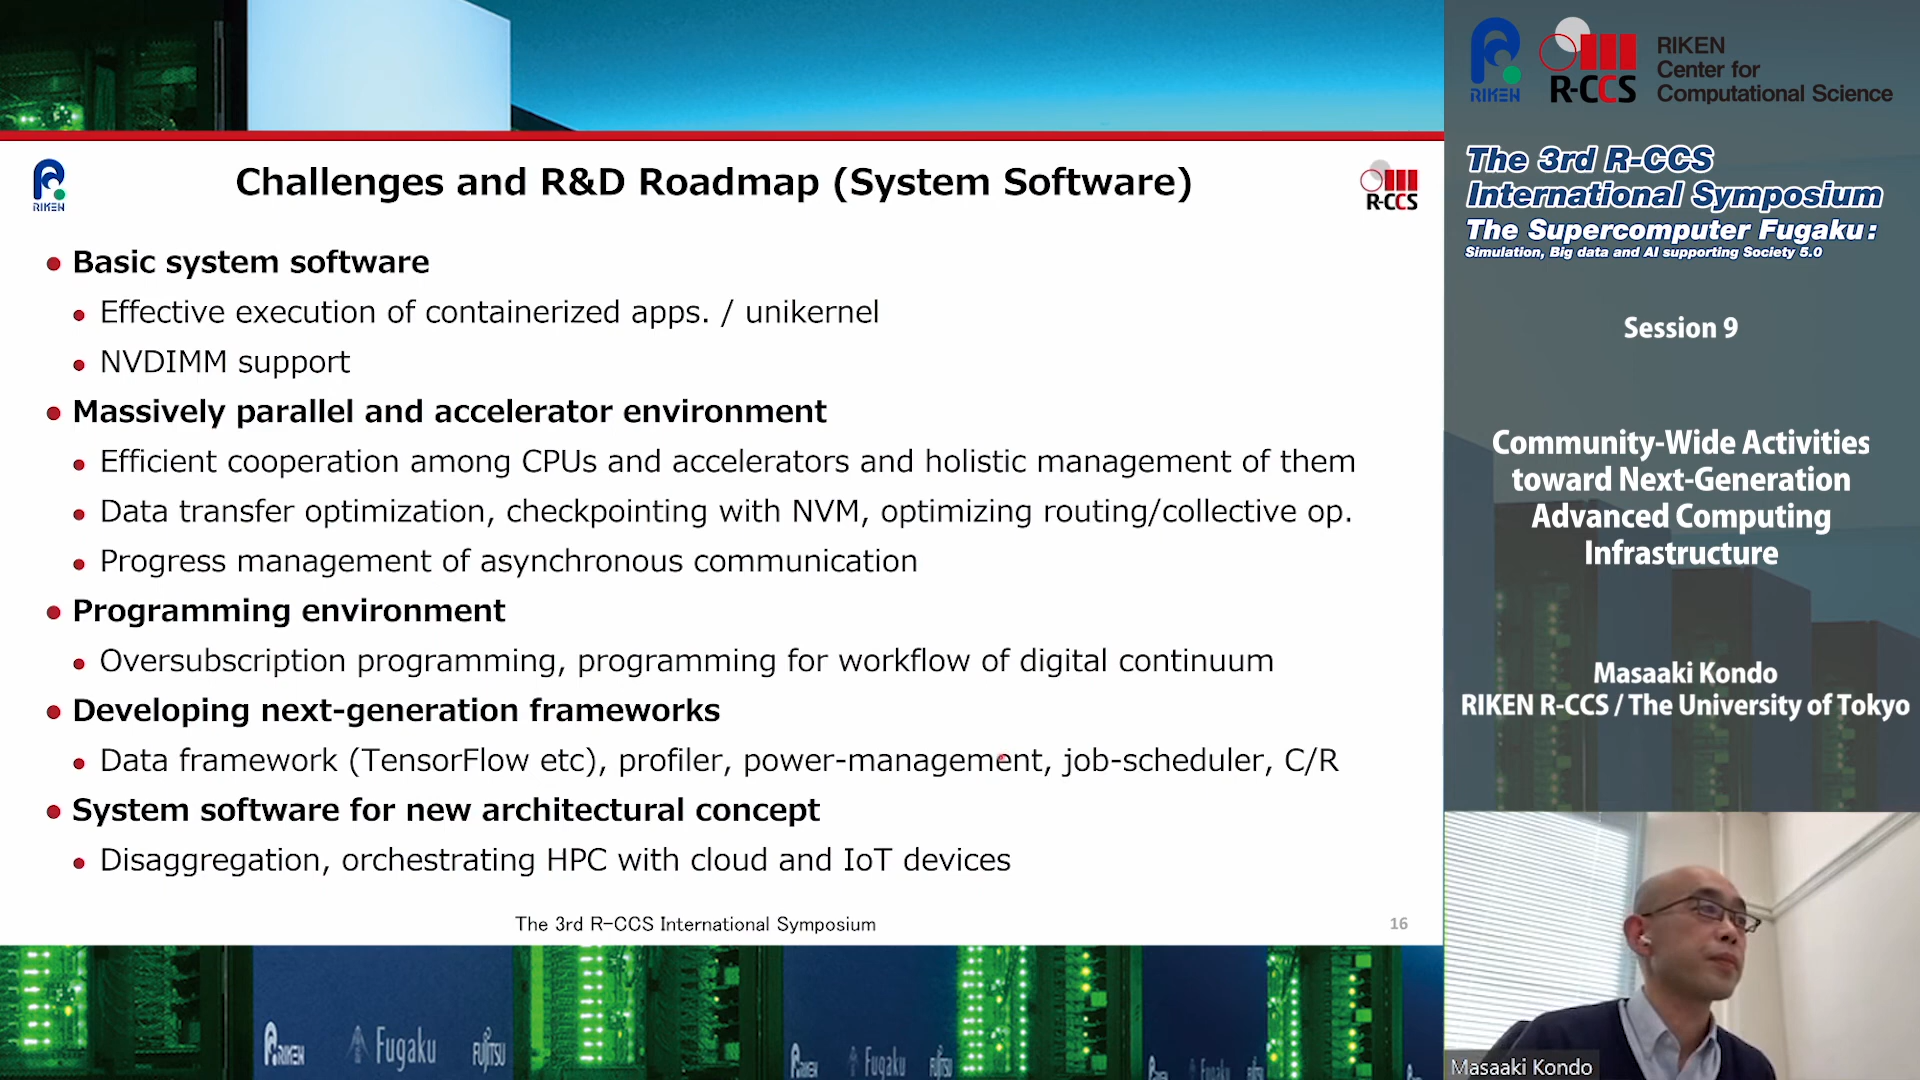 Challenges and R&D Roadmap (System Software)
RIKEN
R-CCS
Basic system software
Effective execution of containerized apps. / unikernel
NVDIMM support
Massively parallel and accelerator environment
Efficient cooperation among CPUs and accelerators and holistic management of them
Data transfer optimization, checkpointing with NVM, optimizing routing/collective op.
Progress management of asynchronous communication
Programming environment
Oversubscription programming, programming for workflow of digital continuum
Developing next-generation frameworks
Data framework (TensorFlow etc), profiler, power-management, job-scheduler, C/R
System software for new architectural concept
Disaggregation, orchestrating HPC with cloud and IoT devices
The 3rd R-CCS International Symposium
16
RIKEN
Fugaku
FUJITSU
RIKEN
Fugaku
FUJITSU
RIKEN
R-CCS
RIKEN
Center for
Computational Science
The 3rd R-CCS
International Symposium
The Supercomputer Fugaku:
Simulation, Big data and AI supporting Society 5.0
Session 9
Community-Wide Activities
toward Next-Generation
Advanced Computing
Infrastructure
Masaaki Kondo
RIKEN R-CCS / The University of Tokyo
Masaaki Kondo